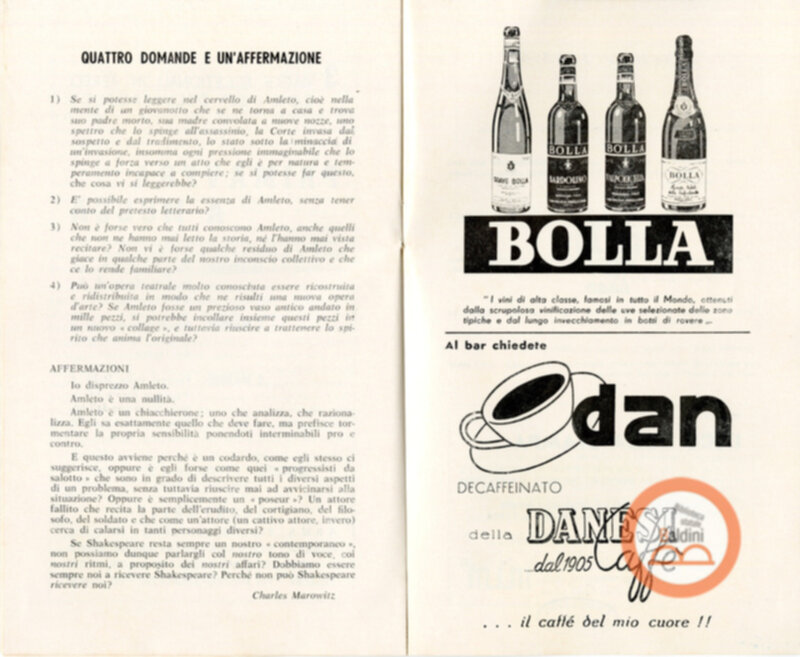 QUATTRO DOMANDE E UN'AFFERMAZIONE
1) Se si potesse leggere nel cervello di Amleto, cioè nella
mente di un giovanotto che se ne torna a casa e trova
suo padre morto, sua madre convolata a nuove nozze, uno
spettro che lo spinge all'assassinio, la Corte invasa dal
sospetto e dal tradimento, lo stato sotto la minaccia di
un'invasione, insomma ogni pressione immaginabile che lo
spinge a forza verso un atto che egli è per natura e tem-
peramento incapace a compiere; se si potesse far questo,
che cosa vi si leggerebbe?
2) E' possibile esprimere la essenza di Amleto, senza tener
conto del pretesto letterario?
3) Non è forse vero che tutti conoscono Amleto, anche quelli
che non ne hanno mai letto la storia, né l'hanno mai vista
recitare? Non vi è forse qualche residuo di Amleto che
giace in qualche parte del nostro inconscio collettivo e che
ce lo rende familiare?
4) Può un'opera teatrale molto conosciuta essere ricostruita
e ridistribuita in modo che ne risulti una nuova opera
d'arte? Se Amleto fosse un prezioso vaso antico andato in
mille pezzi, si potrebbe incollare insieme questi pezzi in
un nuovo « collage », e tuttavia riuscire a trattenere lo spi-
rito che anima l'originale?
AFFERMAZIONI
Io disprezzo Amleto.
Amleto è una nullità.
Amleto è un chiacchierone; uno che analizza, che raziona-
lizza. Egli sa esattamente quello che deve fare, ma prefisce tor-
mentare la propria sensibilità ponendoti interminabili pro e
contro.
E questo avviene perché è un codardo, come egli stesso ci
suggerisce, oppure è egli forse come quei « progressisti da
salotto » che sono in grado di descrivere tutti i diversi aspetti
di un problema, senza tuttavia riuscire mai ad avvicinarsi alla
situazione? Oppure è semplicemente un « poseur »? Un attore
fallito che recita la parte dell'erudito, del cortigiano, del filo-
sofo, del soldato e che come un'attore (un cattivo attore, invero)
cerca di calarsi in tanti personaggi diversi?
Se Shakespeare resta sempre un nostro « contemporaneo »,
non possiamo dunque parlargli col nostro tono di voce, coi
nostri ritmi, a proposito dei nostri affari? Dobbiamo essere
sempre noi a ricevere Shakespeare? Perché non può Shakespeare
ricevere noi?
Charles Marowitz
SOAVE BOLLA
BOLLA
BARDOLINO
BOLLA
VALPOLICELLA
BOLLA
BOLLA
"I vini di alta classe, famosi in tutto il Mondo, ottenuti
dalla scrupolosa vinificazione delle uve selezionate delle zone
tipiche e dal lungo invecchiamento in botti di rovere „
Al bar chiedete
dan
DECAFFEINATO
della DANESI
Caffè
...dal 1905
Biblioteca
statale
Baldini
... il caffé del mio cuore !!